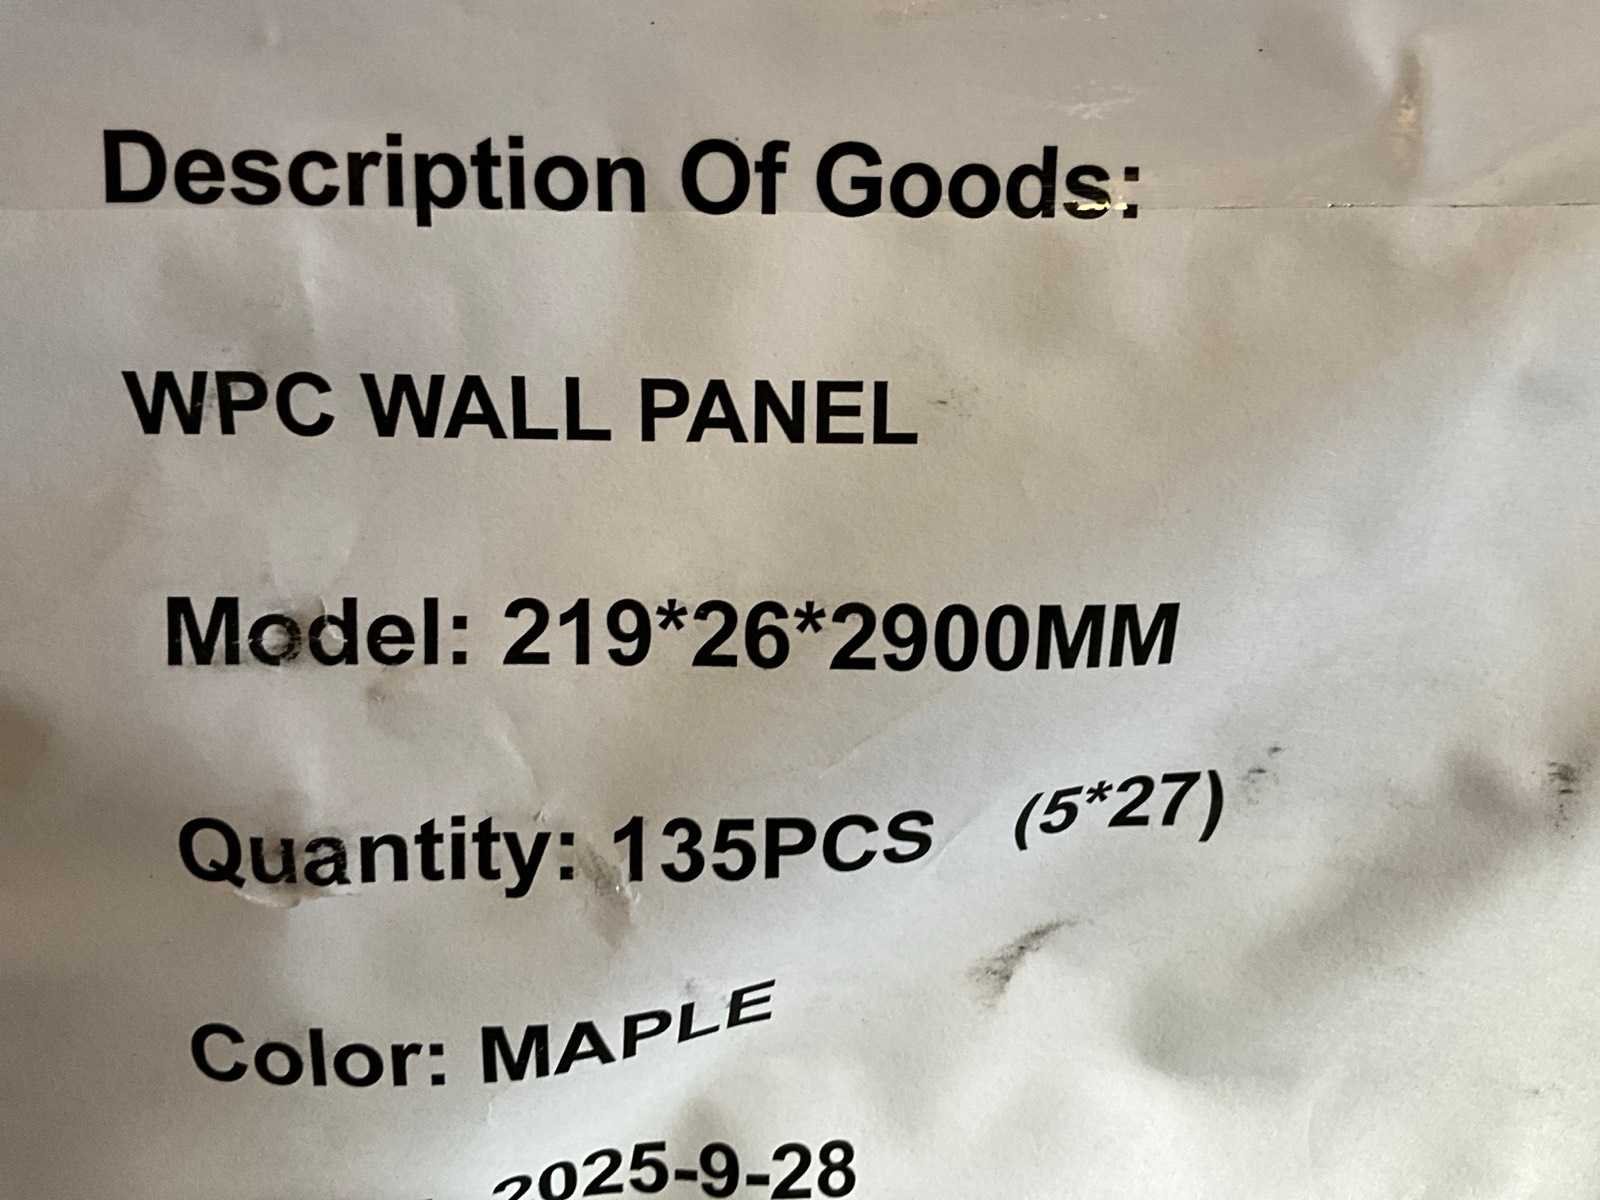 Description Of Goods:
WPC WALL PANEL
Model: 219*26*2900MM
Quantity: 135PCS (5*27)
Color: MAPLE
2025-9-28